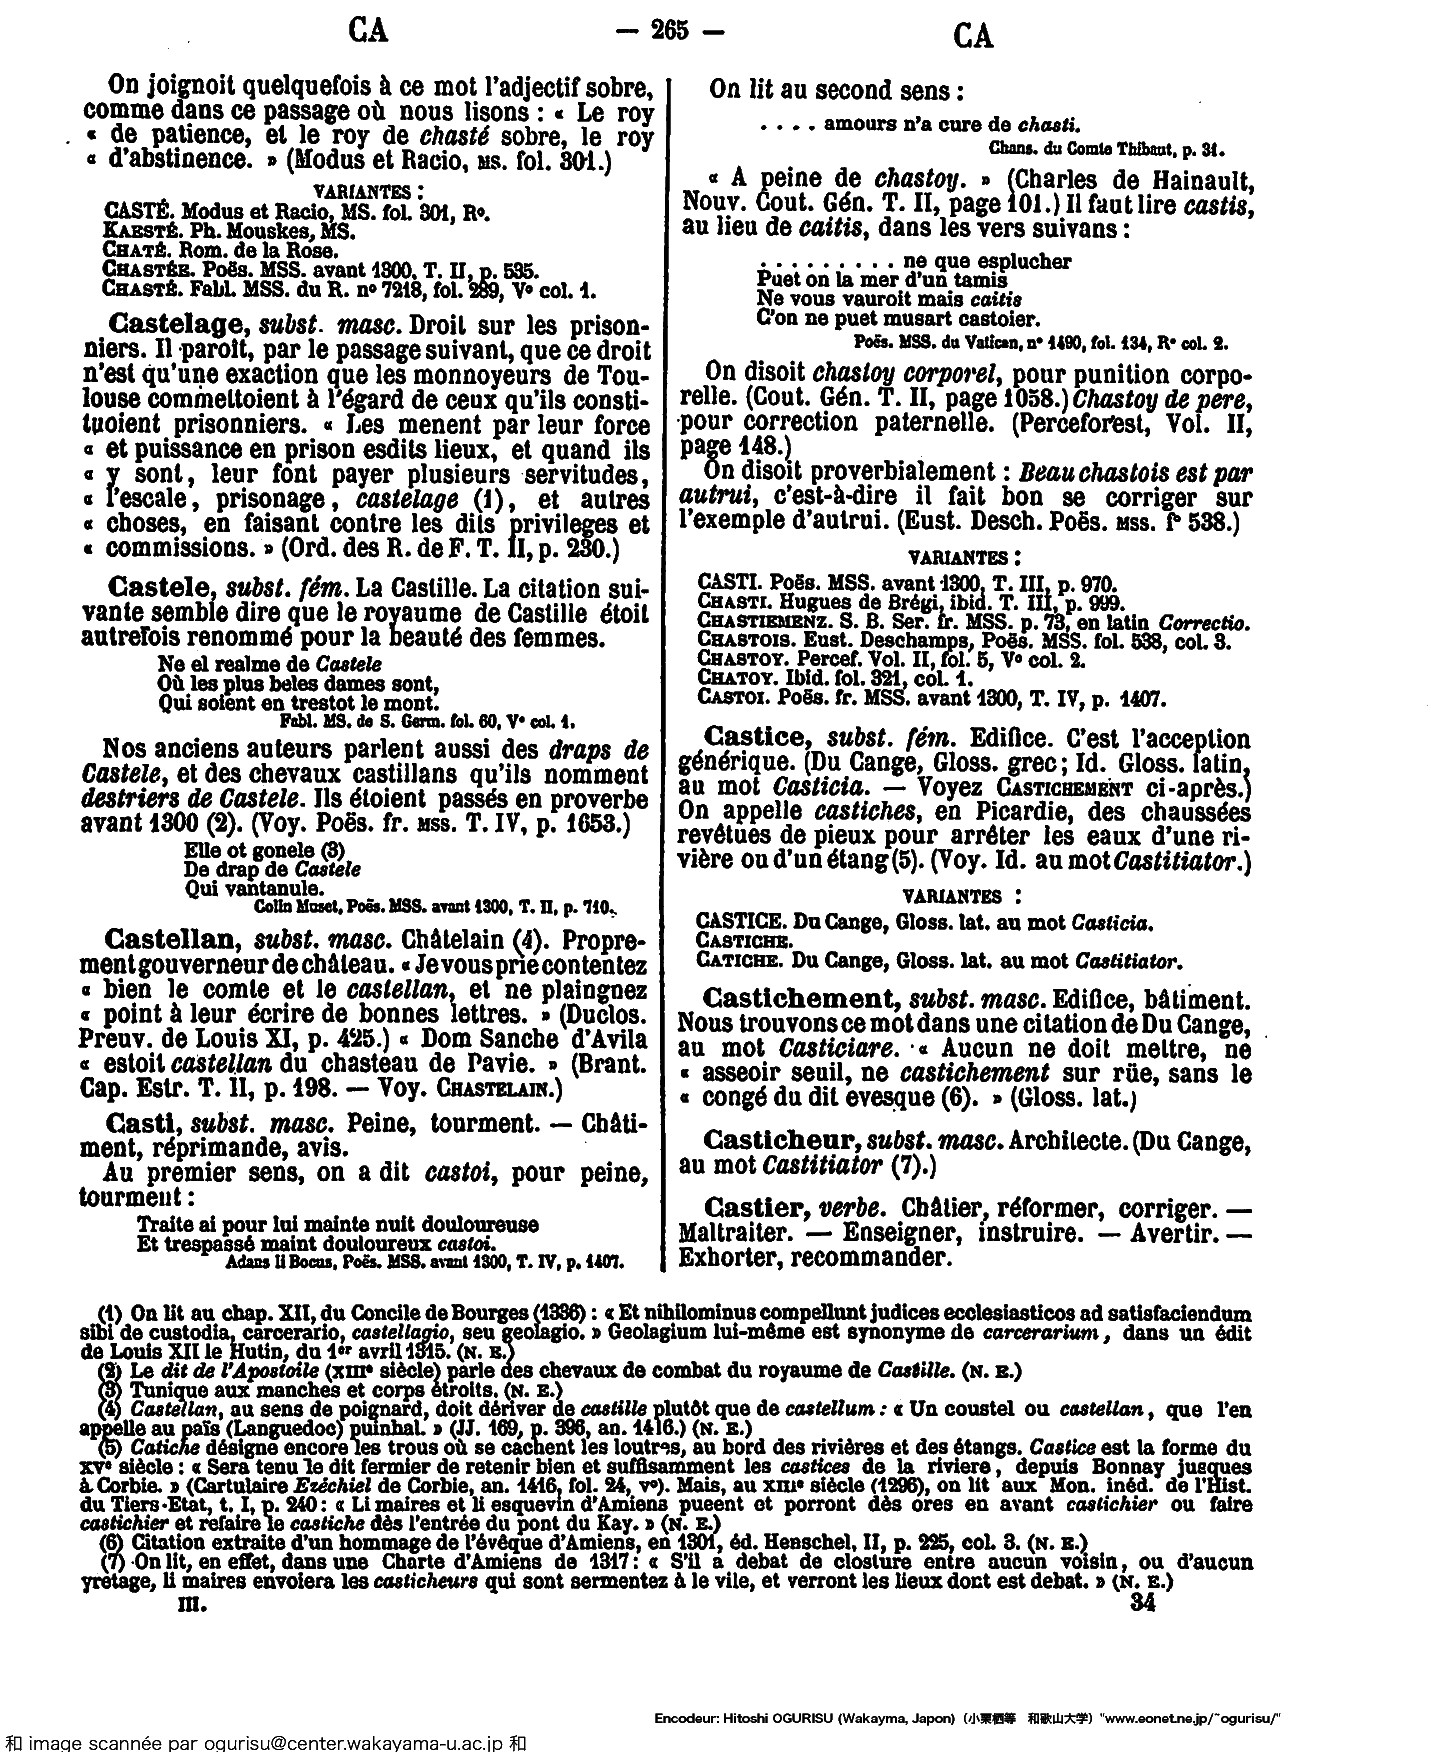 CA
— 265 —
CA
On joignoit quelquefois à ce mot l'adjectif sobre,
comme dans ce passage où nous lisons : « Le roy
« de patience, et le roy de chasté sobre, le roy
« d'abstinence. » (Modus et Racio, MS. fol. 301.)
VARIANTES :
CASTÉ. Modus et Racio, MS. fol. 301, Rº.
KAESTÉ. Ph. Mouskes, MS.
CHATÉ. Rom. de la Rose.
CHASTÉE. Poës. MSS. avant 1300, T. II, p. 535.
CHASTÉ. Fabl. MSS. du R. nº 7218, fol. 289, Vº col. 1.
Castelage, subst. masc. Droit sur les prison-
niers. Il paroit, par le passage suivant, que ce droit
n'est qu'une exaction que les monnoyeurs de Tou-
louse commettoient à l'égard de ceux qu'ils consti-
tuoient prisonniers. « Les menent par leur force
« et puissance en prison esdits lieux, et quand ils
« y sont, leur font payer plusieurs servitudes,
« l'escale, prisonage, castelage (1), et autres
« choses, en faisant contre les dits privileges et
« commissions. » (Ord. des R. de F. T. II, p. 230.)
Castele, subst. fém. La Castille. La citation sui-
vante semble dire que le royaume de Castille étoit
autrefois renommé pour la beauté des femmes.
Ne el realme de Castele
Où les plus beles dames sont,
Qui soient en trestot le mont.
Fabl. MS. de S. Germ. fol. 60, Vº col. 1.
Nos anciens auteurs parlent aussi des draps de
Castele, et des chevaux castillans qu'ils nomment
destriers de Castele. Ils étoient passés en proverbe
avant 1300 (2). (Voy. Poës. fr. MSS. T. IV, p. 1653.)
Elle ot gonele (3)
De drap de Castele
Qui vantanule.
Colin Muset, Poës. MSS. avant 1300, T. II, p. 710.
Castellan, subst. masc. Châtelain (4). Propre-
ment gouverneur de château. « Je vous prie contentez
« bien le comte et le castellan, et ne plaingnez
« point à leur écrire de bonnes lettres. » (Duclos.
Preuv. de Louis XI, p. 425.) « Dom Sanche d'Avila
« estoit castellan du chasteau de Pavie. » (Brant.
Cap. Estr. T. II, p. 198. — Voy. CHASTELAIN.)
Casti, subst. masc. Peine, tourment. — Châti-
ment, réprimande, avis.
Au premier sens, on a dit castoi, pour peine,
tourment :
Traite ai pour lui mainte nuit douloureuse
Et trespassé maint douloureux castoi.
Adans li Bocus, Poës. MSS. avant 1300, T. IV, p. 1407.
On lit au second sens :
. . . . amours n'a cure de chasti.
Chans. du Comte Thibaut, p. 31.
« A peine de chastoy. » (Charles de Hainault,
Nouv. Cout. Gén. T. II, page 101.) Il faut lire castis,
au lieu de caitis, dans les vers suivans :
. . . . . . . . . ne que esplucher
Puet on la mer d'un tamis
Ne vous vauroit mais caitis
C'on ne puet musart castoier.
Poës. MSS. du Vatican, nº 1490, fol. 134, Rº col. 2.
On disoit chastoy corporel, pour punition corpo-
relle. (Cout. Gén. T. II, page 1058.) Chastoy de pere,
pour correction paternelle. (Perceforest, Vol. II,
page 148.)
On disoit proverbialement : Beau chastois est par
autrui, c'est-à-dire il fait bon se corriger sur
l'exemple d'autrui. (Eust. Desch. Poës. MSS. fº 538.)
VARIANTES :
CASTI. Poës. MSS. avant 1300, T. III, p. 970.
CHASTI. Hugues de Brégi, ibid. T. III, p. 999.
CHASTIEMENZ. S. B. Ser. fr. MSS. p. 73, en latin Correctio.
CHASTOIS. Eust. Deschamps, Poës. MSS. fol. 538, col. 3.
CHASTOY. Percef. Vol. II, fol. 5, Vº col. 2.
CHATOY. Ibid. fol. 321, col. 1.
CASTOI. Poës. fr. MSS. avant 1300, T. IV, p. 1407.
Castice, subst. fém. Edifice. C'est l'acception
générique. (Du Cange, Gloss. grec ; Id. Gloss. latin,
au mot Casticia. — Voyez CASTICHEMENT ci-après.)
On appelle castiches, en Picardie, des chaussées
revêtues de pieux pour arrêter les eaux d'une ri-
vière ou d'un étang (5). (Voy. Id. au mot Castitiator.)
VARIANTES :
CASTICE. Du Cange, Gloss. lat. au mot Casticia.
CASTICHE.
CATICHE. Du Cange, Gloss. lat. au mot Castitiator.
Castichement, subst. masc. Edifice, bâtiment.
Nous trouvons ce mot dans une citation de Du Cange,
au mot Casticiare. « Aucun ne doit mettre, ne
« asseoir seuil, ne castichement sur rüe, sans le
« congé du dit evesque (6). » (Gloss. lat.)
Casticheur, subst. masc. Architecte. (Du Cange,
au mot Castitiator (7).)
Castier, verbe. Châtier, réformer, corriger. —
Maltraiter. — Enseigner, instruire. — Avertir. —
Exhorter, recommander.
(1) On lit au chap. XII, du Concile de Bourges (1336) : « Et nihilominus compellunt judices ecclesiasticos ad satisfaciendum
sibi de custodia, carcerario, castellagio, seu geolagio. » Geolagium lui-même est synonyme de carcerarium, dans un édit
de Louis XII le Hutin, du 1er avril 1315. (N. E.)
(2) Le dit de l'Apostoile (XIIIe siècle) parle des chevaux de combat du royaume de Castille. (N. E.)
(3) Tunique aux manches et corps étroits. (N. E.)
(4) Castellan, au sens de poignard, doit dériver de castille plutôt que de castellum : « Un coustel ou castellan, que l'en
appelle au païs (Languedoc) puinhal. » (JJ. 169, p. 396, an. 1416.) (N. E.)
(5) Catiche désigne encore les trous où se cachent les loutres, au bord des rivières et des étangs. Castice est la forme du
XVe siècle : « Sera tenu le dit fermier de retenir bien et suffisamment les castices de la riviere, depuis Bonnay jusques
à Corbie. » (Cartulaire Ezéchiel de Corbie, an. 1416, fol. 24, vº). Mais, au XIIIe siécle (1296), on lit aux Mon. inéd. de l'Hist.
du Tiers-Etat, t. I, p. 240 : « Li maires et li esquevin d'Amiens pueent et porront dès ores en avant castichier ou faire
castichier et refaire le castiche dès l'entrée du pont du Kay. » (N. E.)
(6) Citation extraite d'un hommage de l'évêque d'Amiens, en 1301, éd. Henschel, II, p. 225, col. 3. (N. E.)
(7) On lit, en effet, dans une Charte d'Amiens de 1317 : « S'il a debat de closture entre aucun voisin, ou d'aucun
yretage, li maires envoiera les casticheurs qui sont sermentez à le vile, et verront les lieux dont est debat. » (N. E.)
III.
34
Encodeur: Hitoshi OGURISU (Wakayma, Japon) (小栗栖等 和歌山大学) "www.eonet.ne.jp/~ogurisu/"
和 image scannée par ogurisu@center.wakayama-u.ac.jp 和